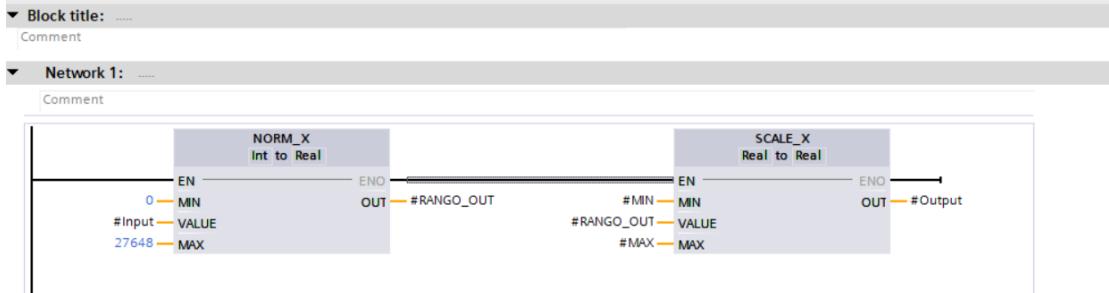 Block title: .....
Comment
Network 1: .....
Comment
NORM_X
Int to Real
EN
ENO
0
MIN
OUT
#RANGO_OUT
#Input
VALUE
27648
MAX
SCALE_X
Real to Real
EN
ENO
#MIN
MIN
OUT
#Output
#RANGO_OUT
VALUE
#MAX
MAX